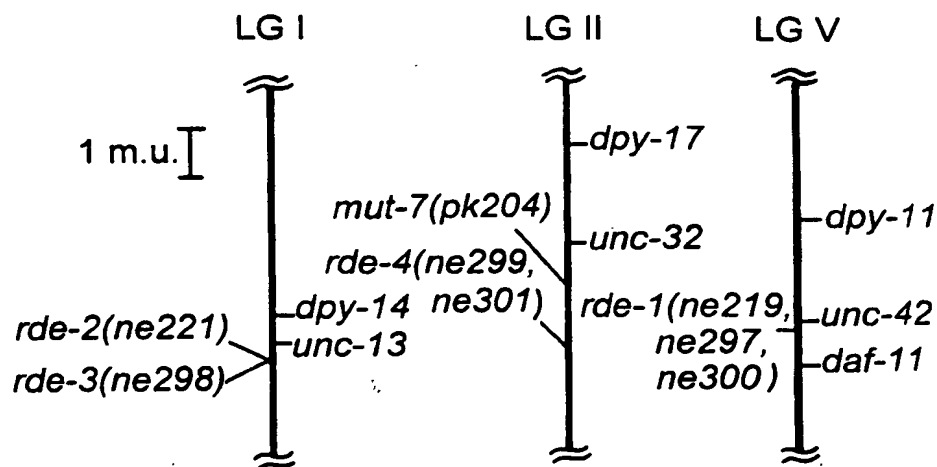 LG I
LG II
LG V
1 m.u.
dpy-17
mut-7(pk204)
unc-32
dpy-11
rde-4(ne299,
ne301)
rde-1(ne219,
ne297,
ne300)
unc-42
daf-11
dpy-14
unc-13
rde-2(ne221)
rde-3(ne298)